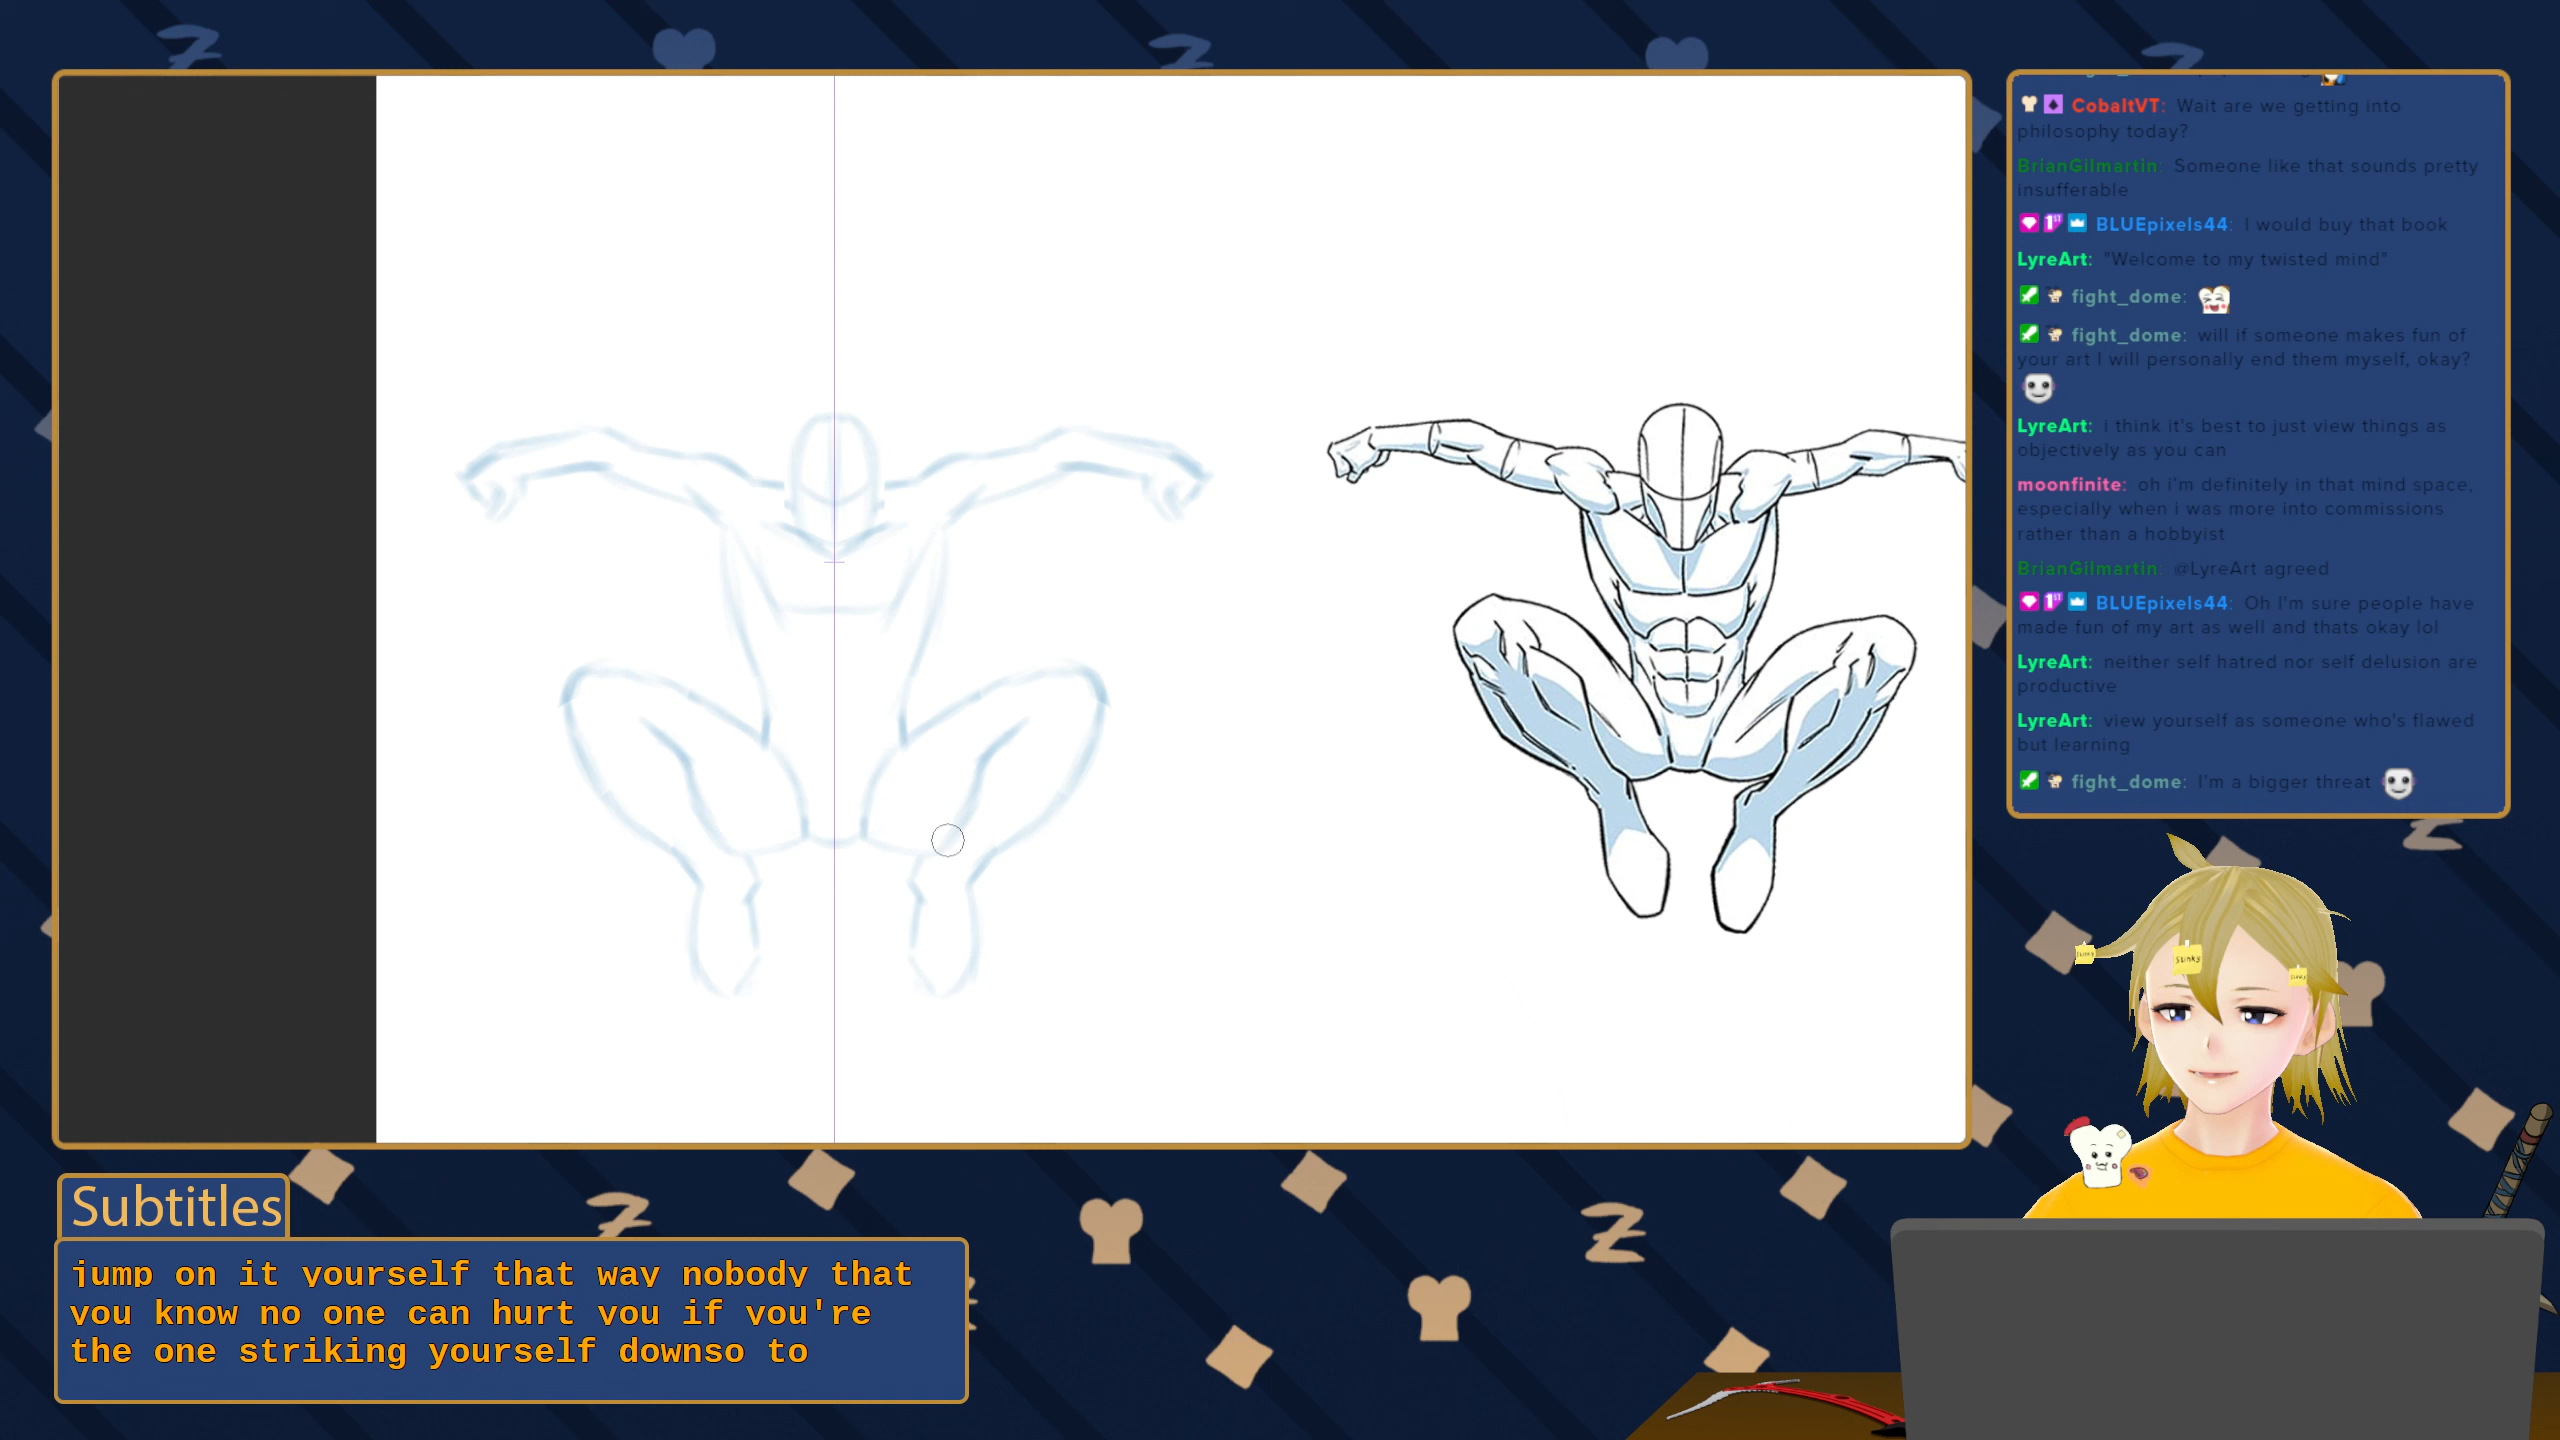 CobaltVT: Wait are we getting into
philosophy today?
BrianGilmartin: Someone like that sounds pretty
insufferable
BLUEpixels44: I would buy that book
LyreArt: "Welcome to my twisted mind"
fight_dome:
fight_dome: will if someone makes fun of
your art I will personally end them myself, okay?
LyreArt: i think it's best to just view things as
objectively as you can
moonfinite: oh i'm definitely in that mind space,
especially when i was more into commissions
rather than a hobbyist
BrianGilmartin: @LyreArt agreed
BLUEpixels44: Oh I'm sure people have
made fun of my art as well and thats okay lol
LyreArt: neither self hatred nor self delusion are
productive
LyreArt: view yourself as someone who's flawed
but learning
fight_dome: I'm a bigger threat
stinky
Subtitles
jump on it yourself that way nobody that
you know no one can hurt you if you're
the one striking yourself downso to